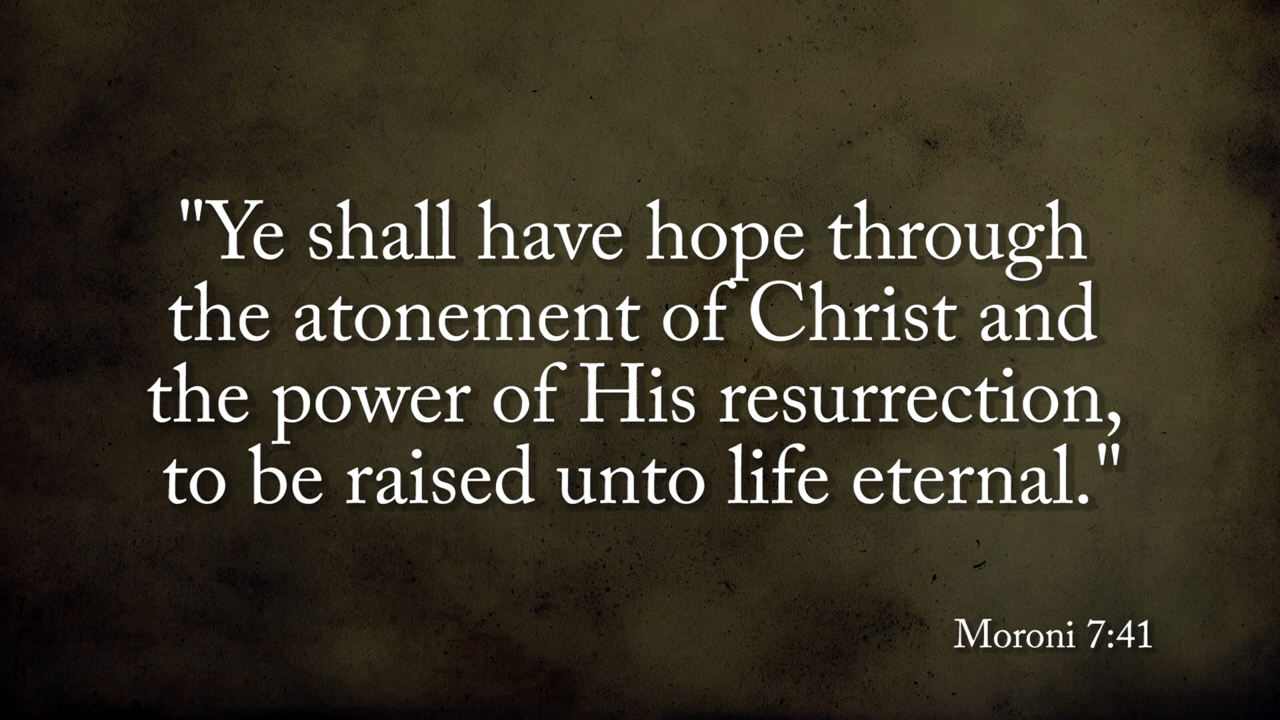 "Ye shall have hope through
the atonement of Christ and
the power of His resurrection,
to be raised unto life eternal."
Moroni 7:41